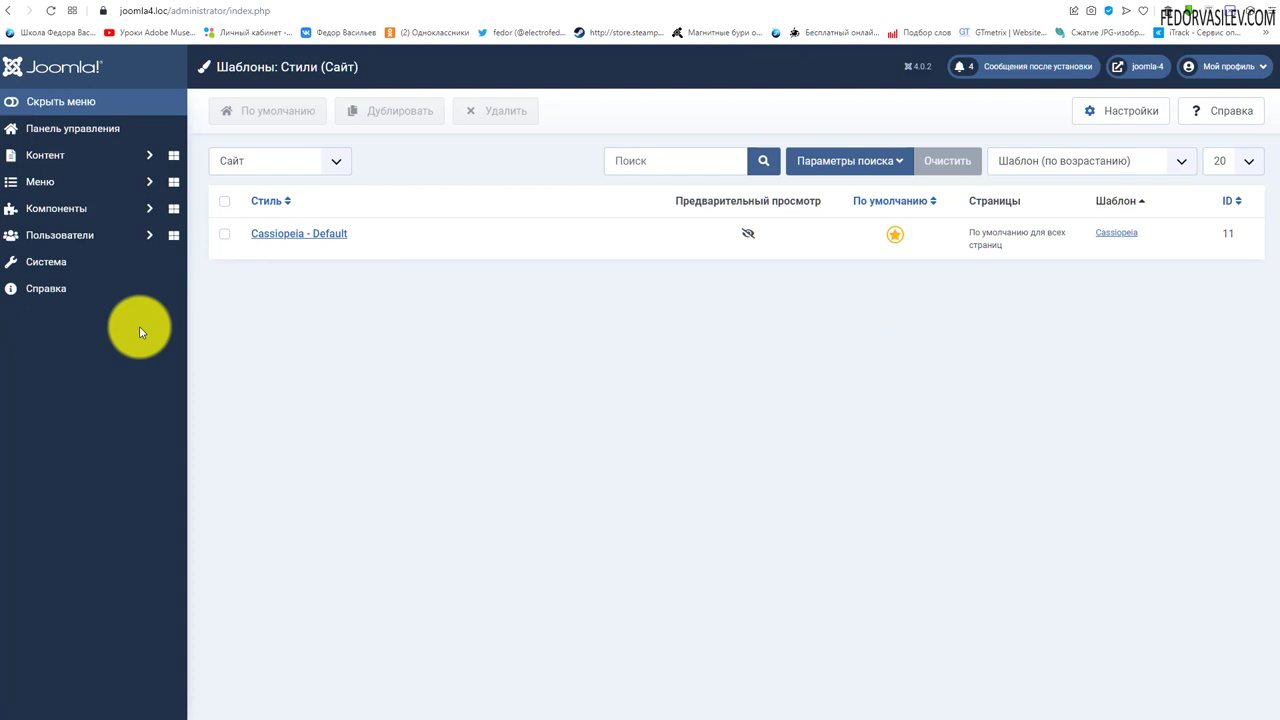 joomla4.loc/administrator/index.php
FEDORVASILEV.COM
Школа Федора Вас...
Уроки Adobe Muse...
Личный кабинет -...
Федор Васильев
(2) Одноклассники
fedor (@electrofed...
http://store.steamp...
Магнитные бури о...
Бесплатный онлай...
Подбор слов
GTmetrix | Website...
Сжатие JPG-изобр...
iTrack - Сервис оп...
Joomla!
Шаблоны: Стили (Сайт)
4.0.2
4 Сообщения после установки
joomla-4
Мой профиль
Скрыть меню
Панель управления
Контент
Меню
Компоненты
Пользователи
Система
Справка
По умолчанию
Дублировать
Удалить
Настройки
Справка
Сайт
Поиск
Параметры поиска
Очистить
Шаблон (по возрастанию)
20
Стиль
Предварительный просмотр
По умолчанию
Страницы
Шаблон
ID
Cassiopeia - Default
По умолчанию для всех
страниц
Cassiopeia
11